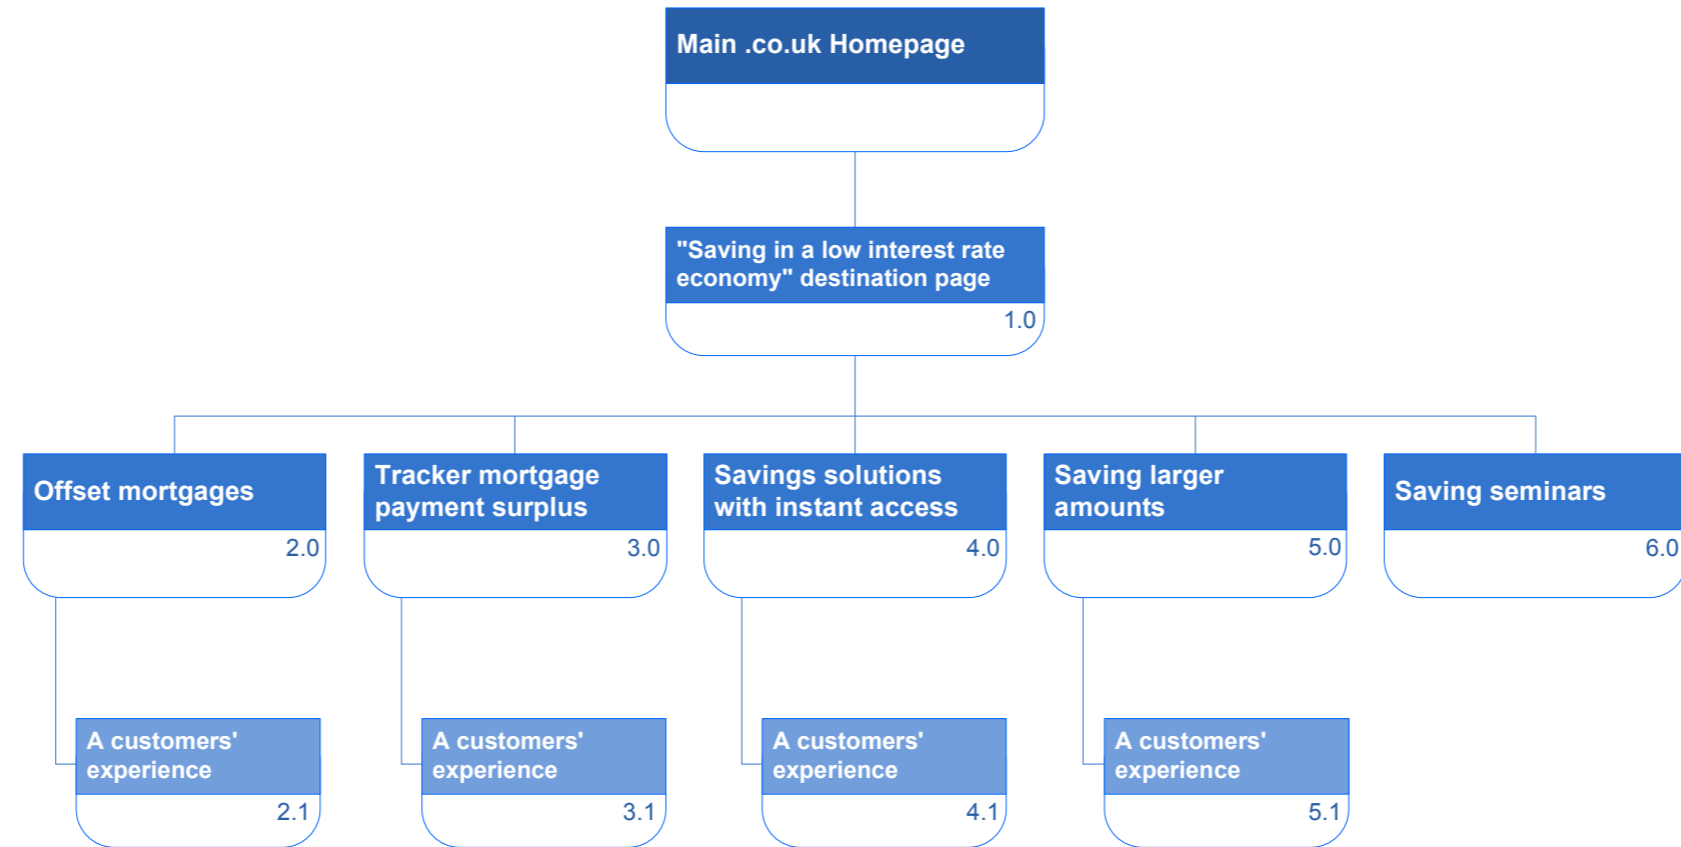 Main .co.uk Homepage
"Saving in a low interest rate
economy" destination page
1.0
Offset mortgages
2.0
Tracker mortgage
payment surplus
3.0
Savings solutions
with instant access
4.0
Saving larger
amounts
5.0
Saving seminars
6.0
A customers'
experience
2.1
A customers'
experience
3.1
A customers'
experience
4.1
A customers'
experience
5.1